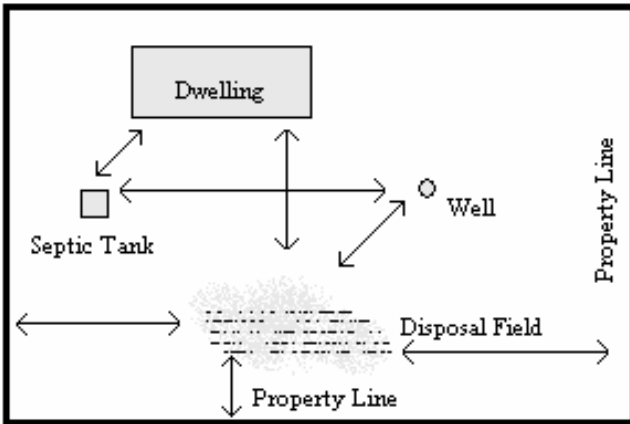 Dwelling
Property Line
Well
Septic Tank
Disposal Field
Property Line